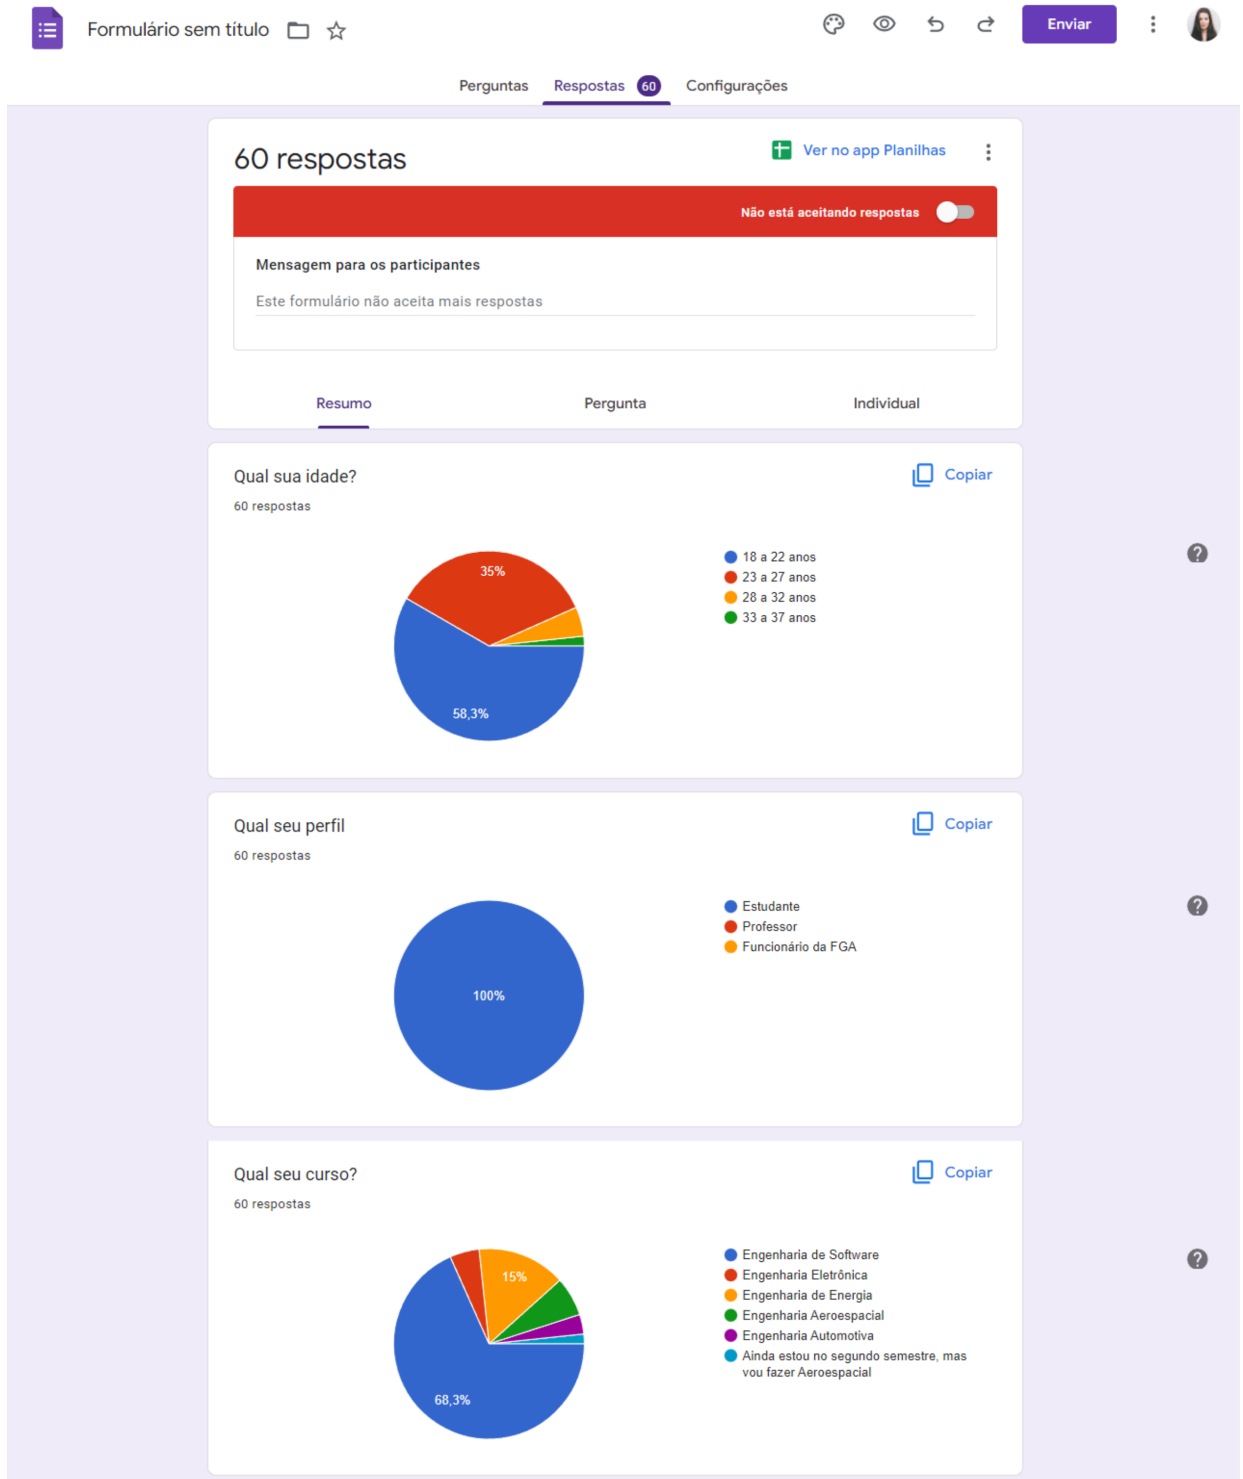 Formulário sem título
Enviar
Perguntas Respostas 60 Configurações
60 respostas
Ver no app Planilhas
Não está aceitando respostas
Mensagem para os participantes
Este formulário não aceita mais respostas
Resumo Pergunta Individual
Qual sua idade?
Copiar
60 respostas
35%
58,3%
18 a 22 anos
23 a 27 anos
28 a 32 anos
33 a 37 anos
Qual seu perfil
Copiar
60 respostas
100%
Estudante
Professor
Funcionário da FGA
Qual seu curso?
Copiar
60 respostas
15%
68,3%
Engenharia de Software
Engenharia Eletrônica
Engenharia de Energia
Engenharia Aeroespacial
Engenharia Automotiva
Ainda estou no segundo semestre, mas
vou fazer Aeroespacial